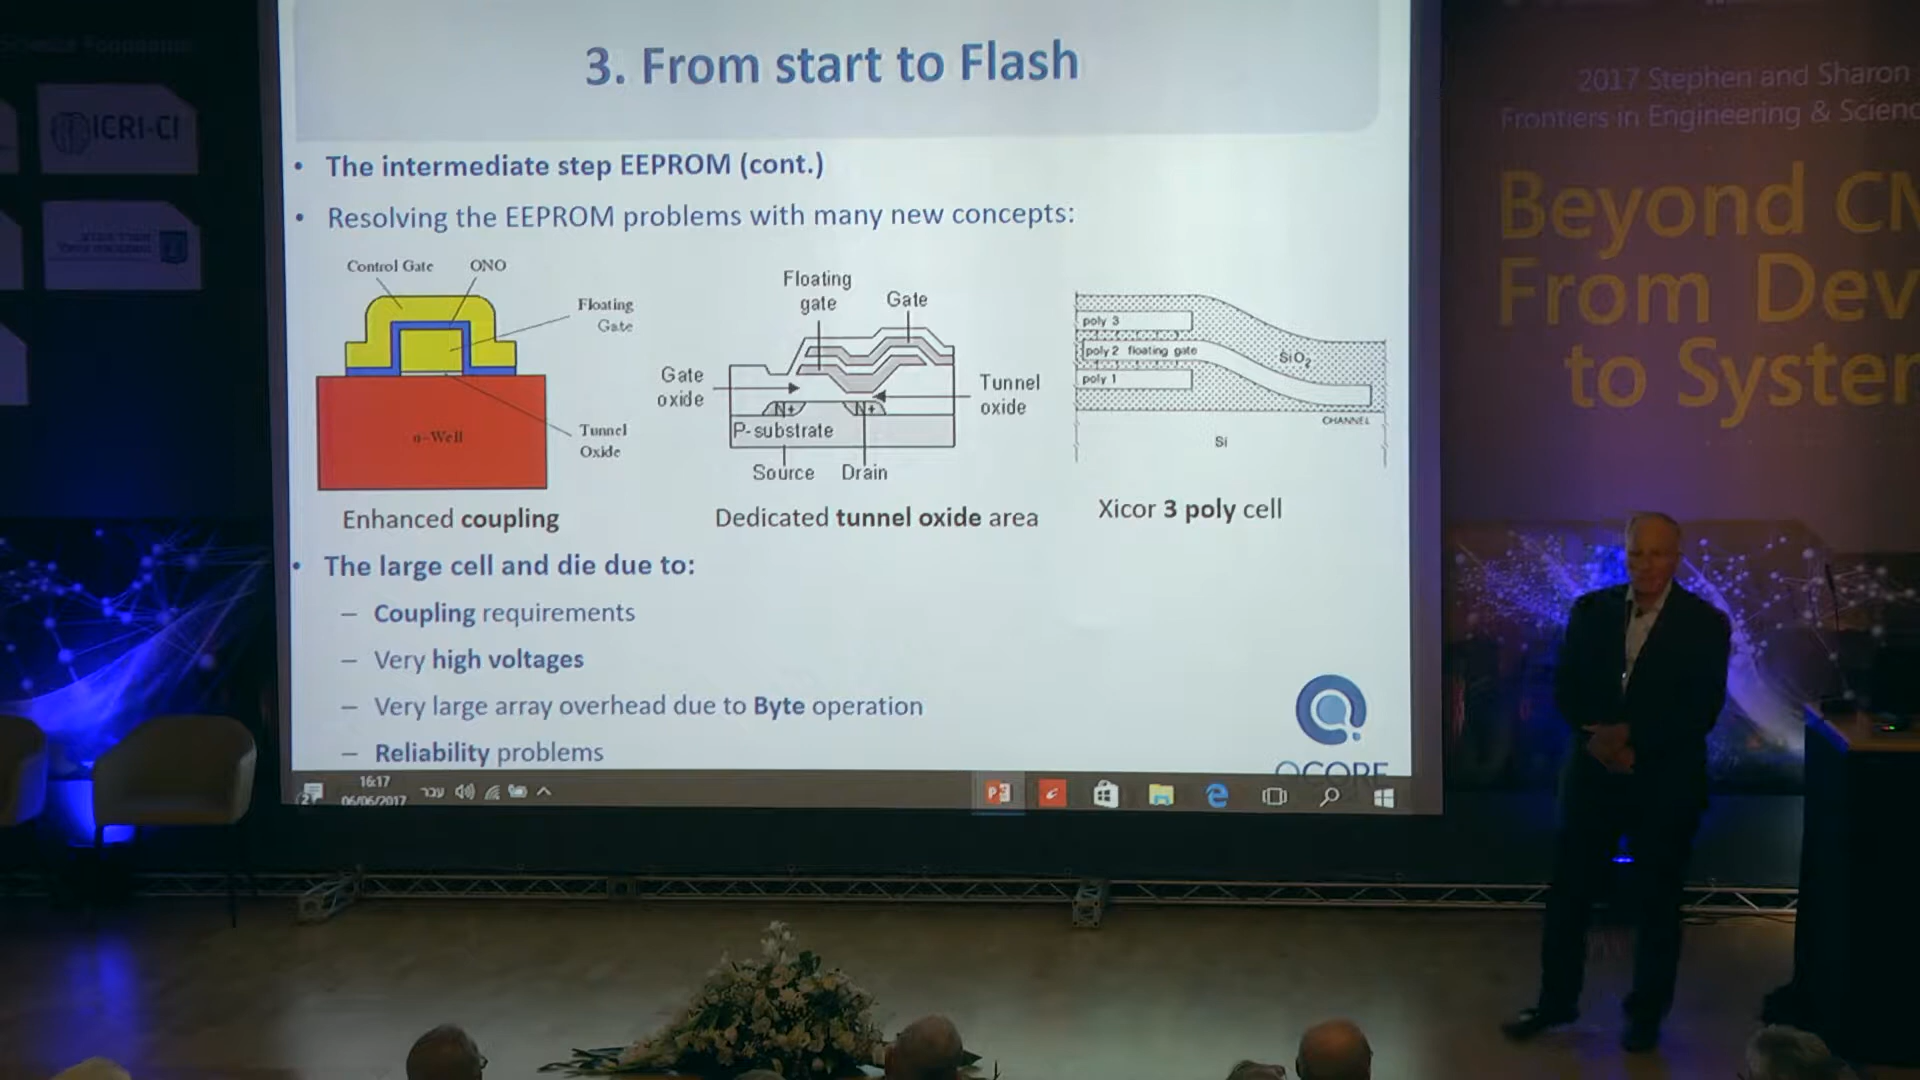 3. From start to Flash
• The intermediate step EEPROM (cont.)
• Resolving the EEPROM problems with many new concepts:
Control Gate
ONO
Floating
Gate
n-Well
Tunnel
Oxide
Enhanced coupling
Floating
gate
Gate
Gate
oxide
N+
N+
Tunnel
oxide
P-substrate
Source
Drain
Dedicated tunnel oxide area
poly 3
poly 2 floating gate
poly 1
SiO2
CHANNEL
Si
Xicor 3 poly cell
• The large cell and die due to:
– Coupling requirements
– Very high voltages
– Very large array overhead due to Byte operation
– Reliability problems
QCORE
16:17
06/06/2017
עבר
2
ICRI-CI
2017 Stephen and Sharon
Frontiers in Engineering & Scienc
Beyond CM
From Dev
to System